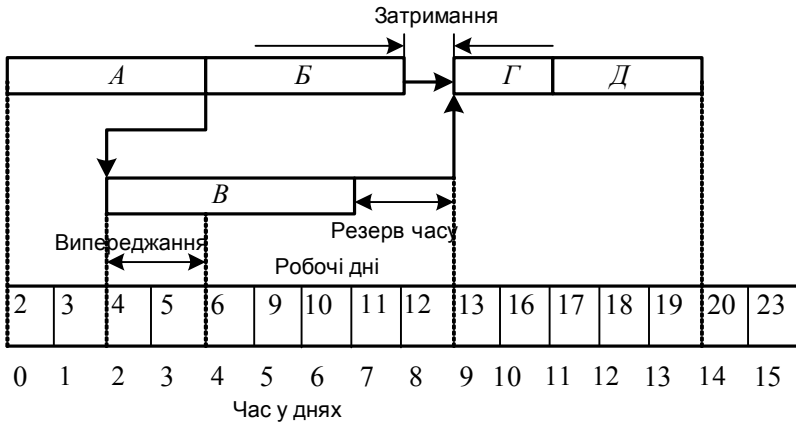 Затримання
А Б Г Д
В
Резерв часу
Випереджання
Робочі дні
2 3 4 5 6 9 10 11 12 13 16 17 18 19 20 23
0 1 2 3 4 5 6 7 8 9 10 11 12 13 14 15
Час у днях